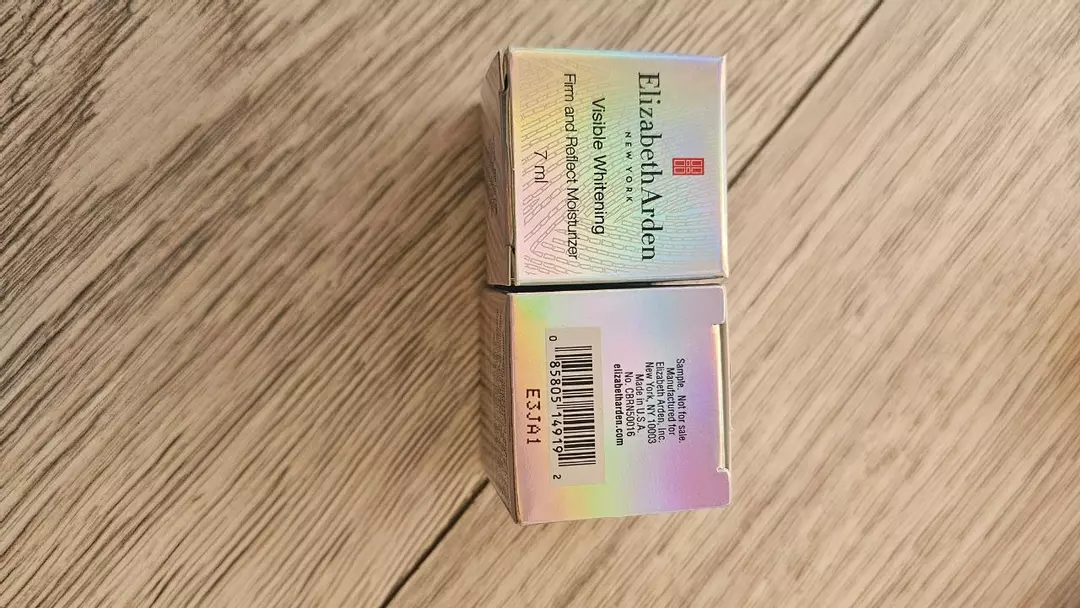 Elizabeth Arden
NEW YORK
Visible Whitening
Firm and Reflect Moisturizer
7 ml
Sample. Not for sale.
Manufactured for
Elizabeth Arden, Inc.
New York, NY 10003
Made in U.S.A.
No. CBRN50016
elizabetharden.com
0 85805 14919 2
E3JA1